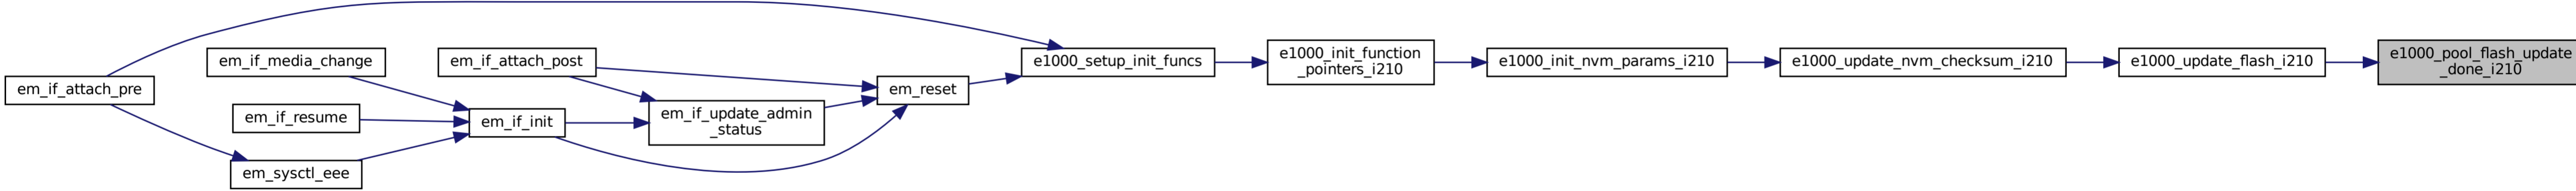 em_if_attach_pre
em_if_media_change
em_if_resume
em_sysctl_eee
em_if_attach_post
em_if_init
em_if_update_admin
_status
em_reset
e1000_setup_init_funcs
e1000_init_function
_pointers_i210
e1000_init_nvm_params_i210
e1000_update_nvm_checksum_i210
e1000_update_flash_i210
e1000_pool_flash_update
_done_i210